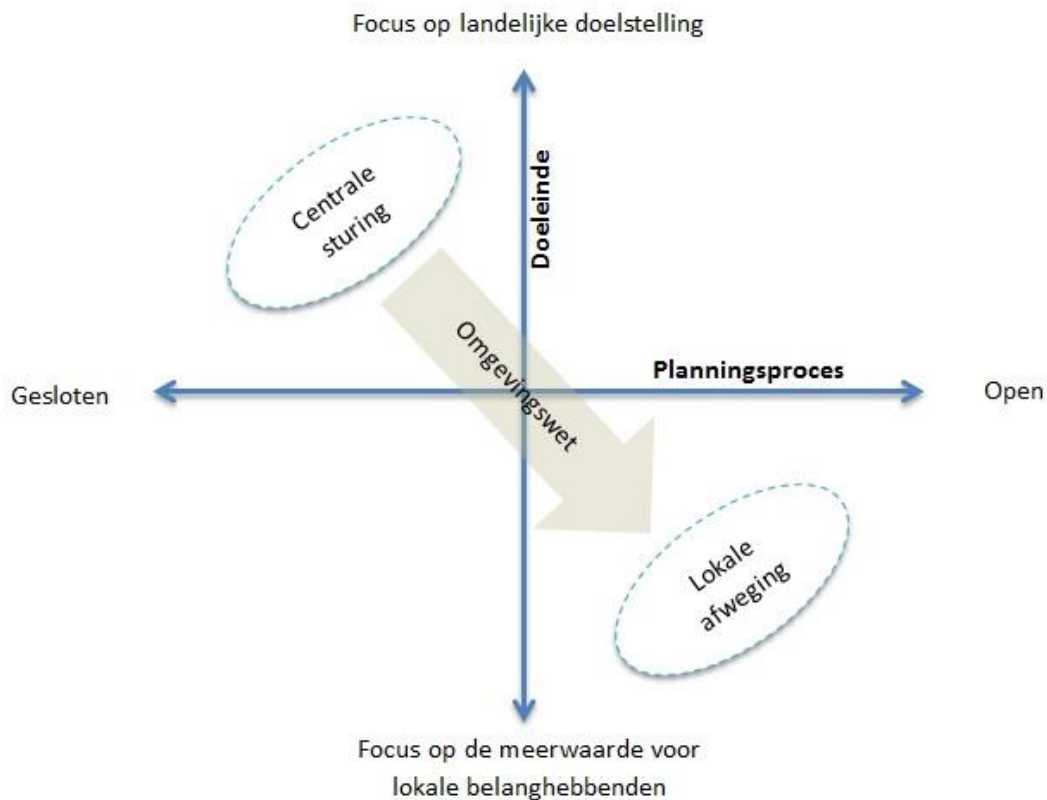 Focus op landelijke doelstelling
Centrale
sturing
Doeleinde
Omgevingswet
Planningsproces
Gesloten
Open
Lokale
afweging
Focus op de meerwaarde voor
lokale belanghebbenden